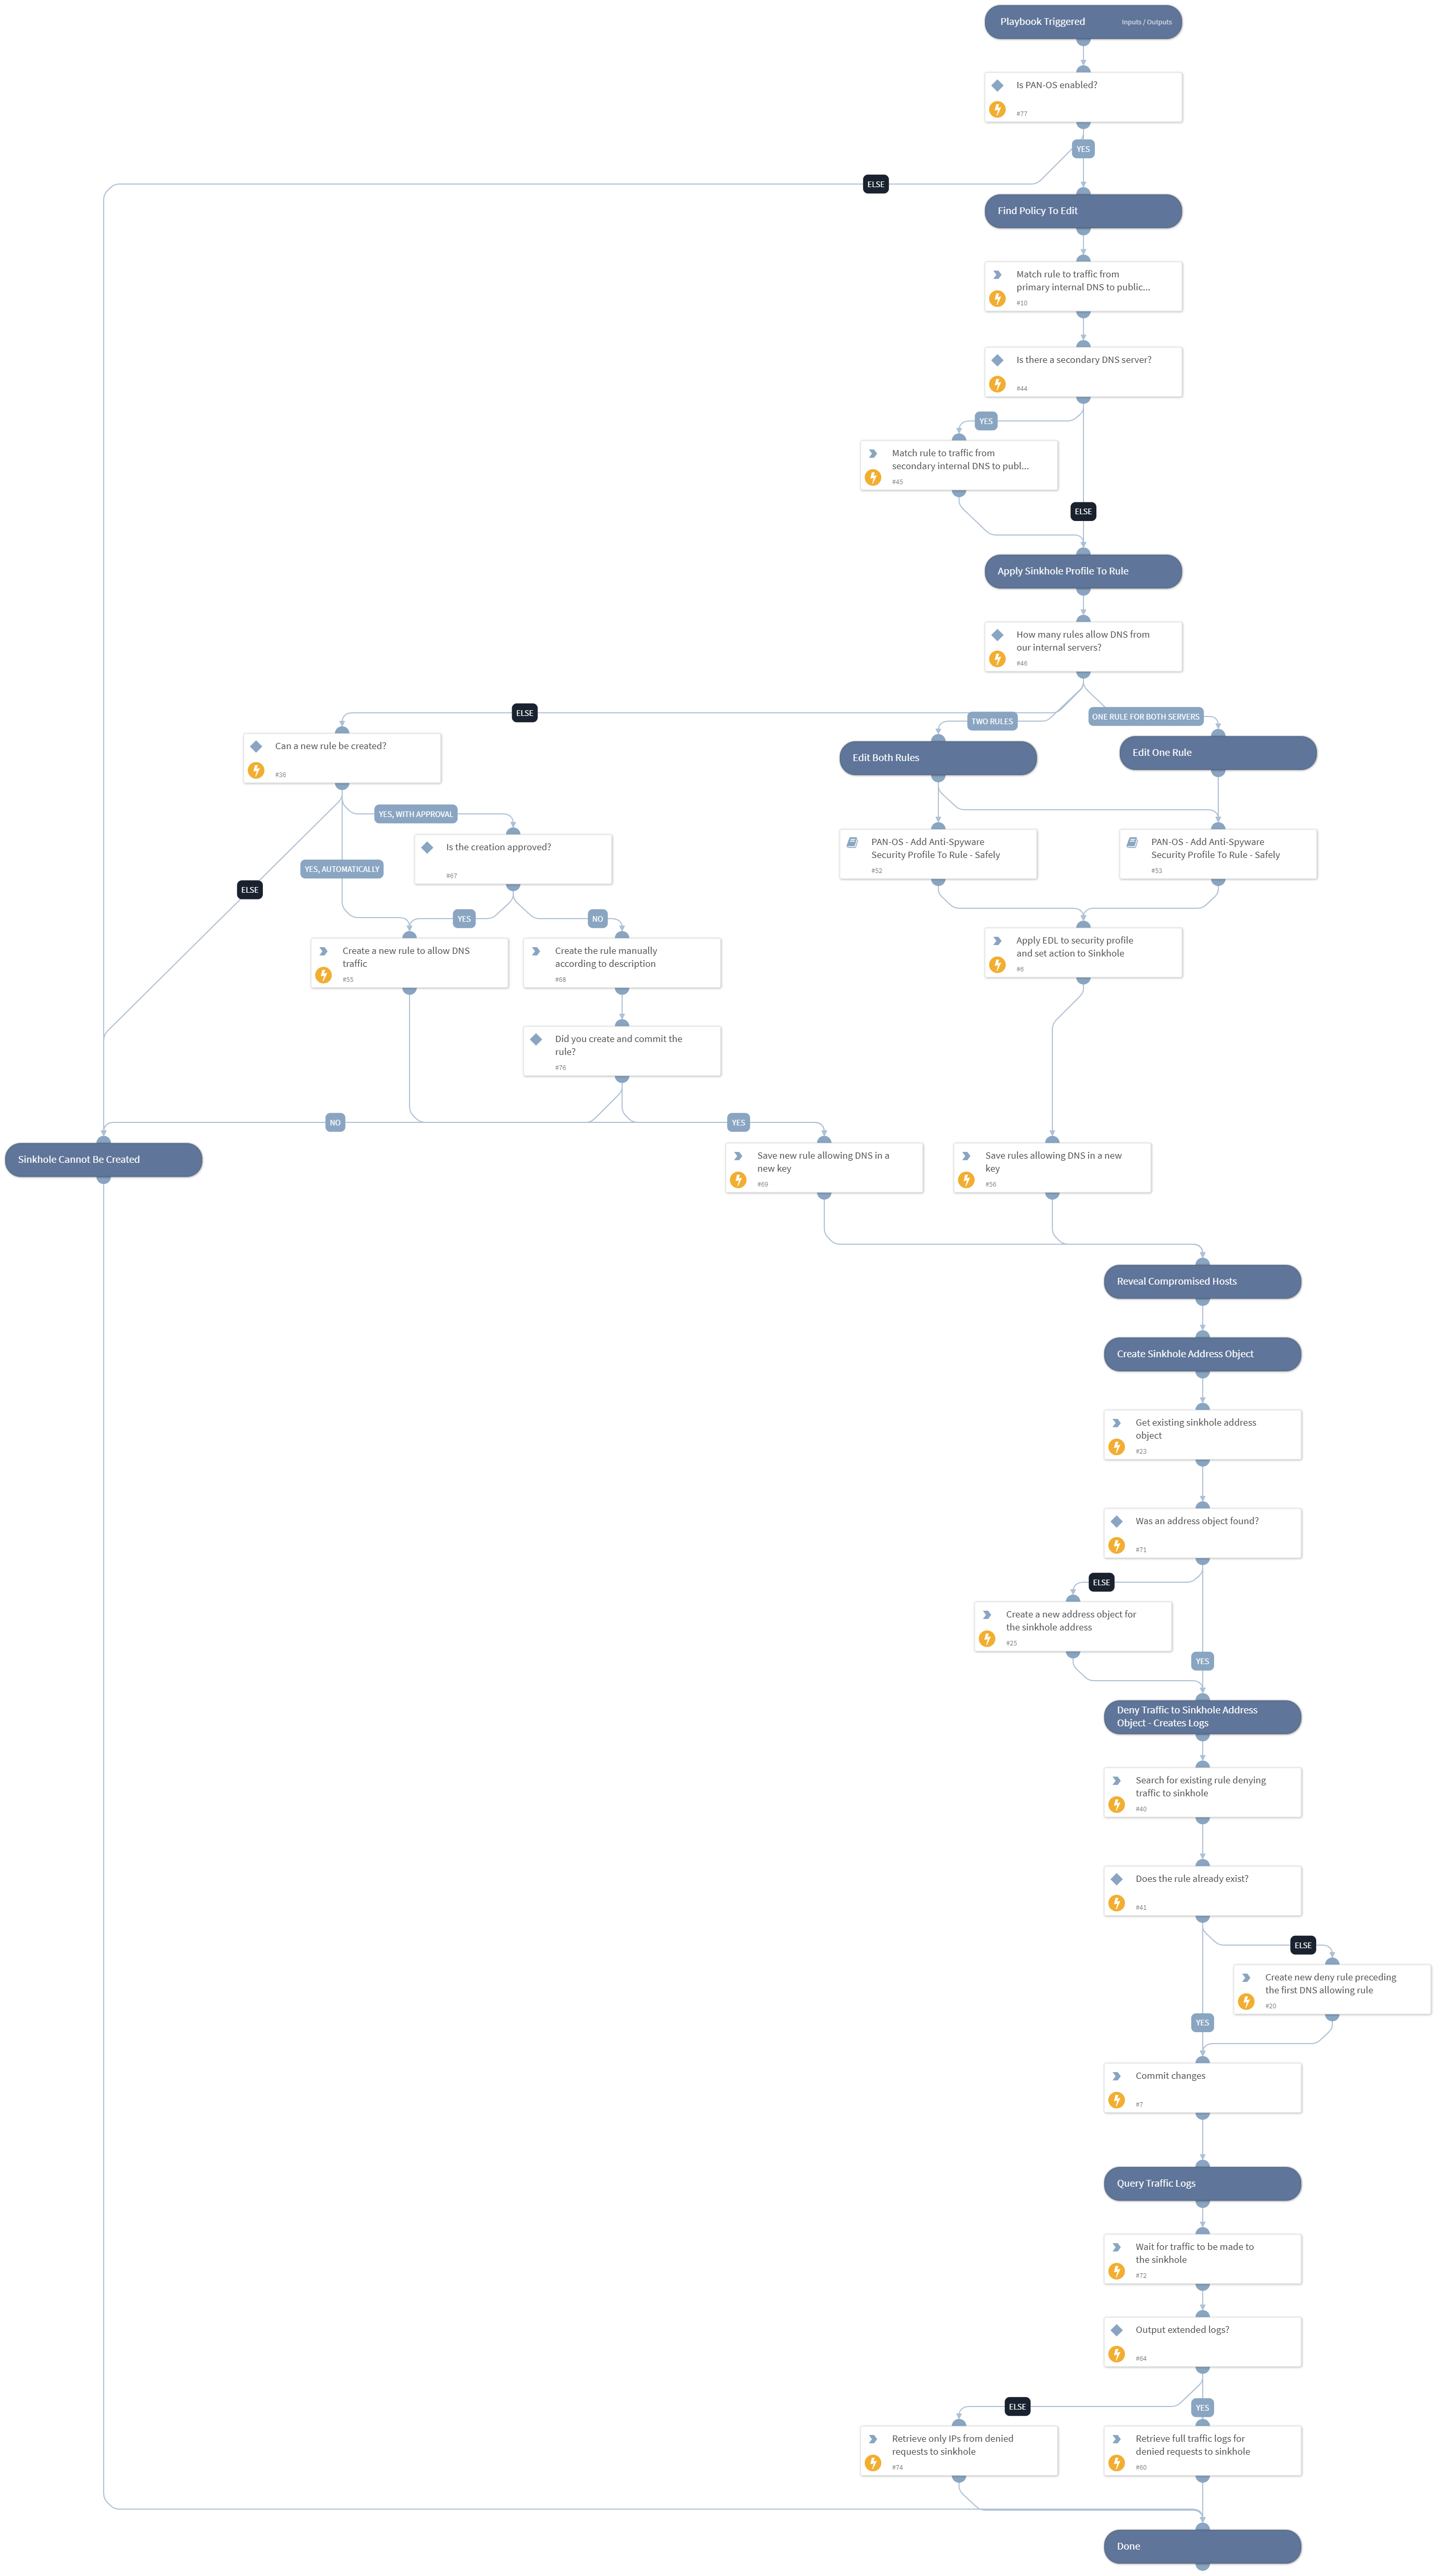 Playbook Triggered
Inputs / Outputs
Is PAN-OS enabled?
#77
YES
ELSE
Find Policy To Edit
Match rule to traffic from
primary internal DNS to public...
#10
Is there a secondary DNS server?
#44
YES
Match rule to traffic from
secondary internal DNS to publ...
#45
ELSE
Apply Sinkhole Profile To Rule
How many rules allow DNS from
our internal servers?
#46
ELSE
TWO RULES
ONE RULE FOR BOTH SERVERS
Can a new rule be created?
#36
Edit Both Rules
Edit One Rule
YES, WITH APPROVAL
Is the creation approved?
#67
PAN-OS - Add Anti-Spyware
Security Profile To Rule - Safely
#52
PAN-OS - Add Anti-Spyware
Security Profile To Rule - Safely
#53
YES, AUTOMATICALLY
ELSE
YES
NO
Create a new rule to allow DNS
traffic
#55
Create the rule manually
according to description
#68
Apply EDL to security profile
and set action to Sinkhole
#6
Did you create and commit the
rule?
#76
NO
YES
Sinkhole Cannot Be Created
Save new rule allowing DNS in a
new key
#69
Save rules allowing DNS in a new
key
#56
Reveal Compromised Hosts
Create Sinkhole Address Object
Get existing sinkhole address
object
#23
Was an address object found?
#71
ELSE
Create a new address object for
the sinkhole address
#25
YES
Deny Traffic to Sinkhole Address
Object - Creates Logs
Search for existing rule denying
traffic to sinkhole
#40
Does the rule already exist?
#41
ELSE
Create new deny rule preceding
the first DNS allowing rule
#20
YES
Commit changes
#7
Query Traffic Logs
Wait for traffic to be made to
the sinkhole
#72
Output extended logs?
#64
ELSE
YES
Retrieve only IPs from denied
requests to sinkhole
#74
Retrieve full traffic logs for
denied requests to sinkhole
#60
Done